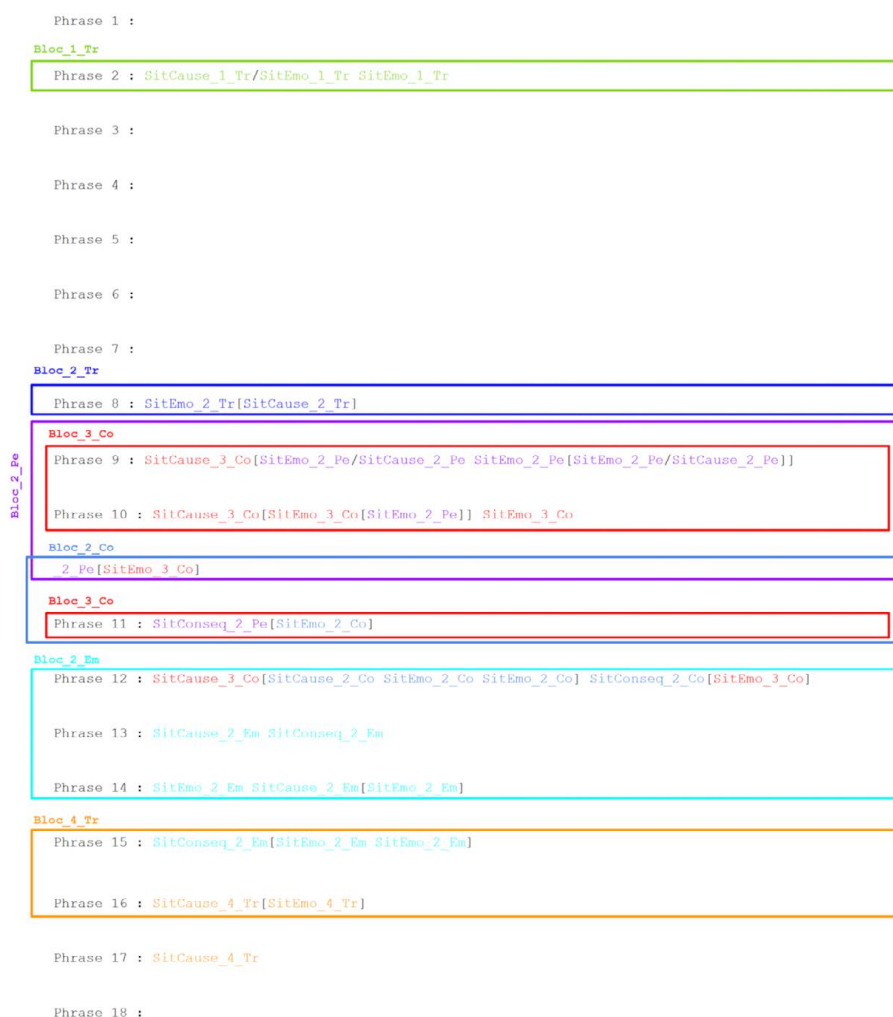 Phrase 1 :
Bloc_1_Tr
Phrase 2 : SitCause_1_Tr/SitEmo_1_Tr SitEmo_1_Tr
Phrase 3 :
Phrase 4 :
Phrase 5 :
Phrase 6 :
Phrase 7 :
Bloc_2_Tr
Phrase 8 : SitEmo_2_Tr[SitCause_2_Tr]
Bloc_2_Pe
Bloc_3_Co
Phrase 9 : SitCause_3_Co[SitEmo_2_Pe/SitCause_2_Pe SitEmo_2_Pe[SitEmo_2_Pe/SitCause_2_Pe]]
Phrase 10 : SitCause_3_Co[SitEmo_3_Co[SitEmo_2_Pe]] SitEmo_3_Co
Bloc_2_Co
_2_Pe[SitEmo_3_Co]
Bloc_3_Co
Phrase 11 : SitConseq_2_Pe[SitEmo_2_Co]
Bloc_2_Em
Phrase 12 : SitCause_3_Co[SitCause_2_Co SitEmo_2_Co SitEmo_2_Co] SitConseq_2_Co[SitEmo_3_Co]
Phrase 13 : SitCause_2_Em SitConseq_2_Em
Phrase 14 : SitEmo_2_Em SitCause_2_Em[SitEmo_2_Em]
Bloc_4_Tr
Phrase 15 : SitConseq_2_Em[SitEmo_2_Em SitEmo_2_Em]
Phrase 16 : SitCause_4_Tr[SitEmo_4_Tr]
Phrase 17 : SitCause_4_Tr
Phrase 18 :